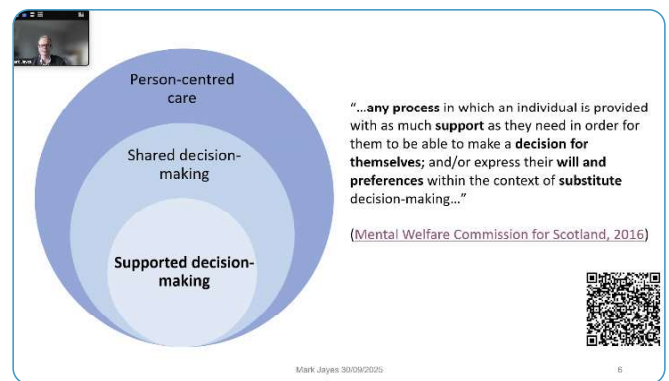 Person-centred
care
Shared decision-
making
Supported decision-
making
“…any process in which an individual is provided
with as much support as they need in order for
them to be able to make a decision for
themselves; and/or express their will and
preferences within the context of substitute
decision-making…”
(Mental Welfare Commission for Scotland, 2016)
Mark Jayes 30/09/2025
6